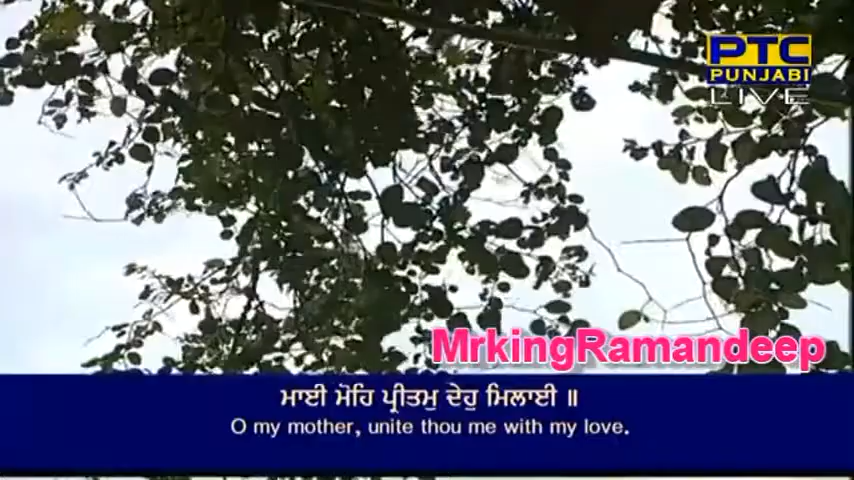 PTC
PUNJABI
LIVE
MrkingRamandeep
ਮਾਈ ਮੋਹਿ ਪ੍ਰੀਤਮੁ ਦੇਹੁ ਮਿਲਾਈ ॥
O my mother, unite thou me with my love.